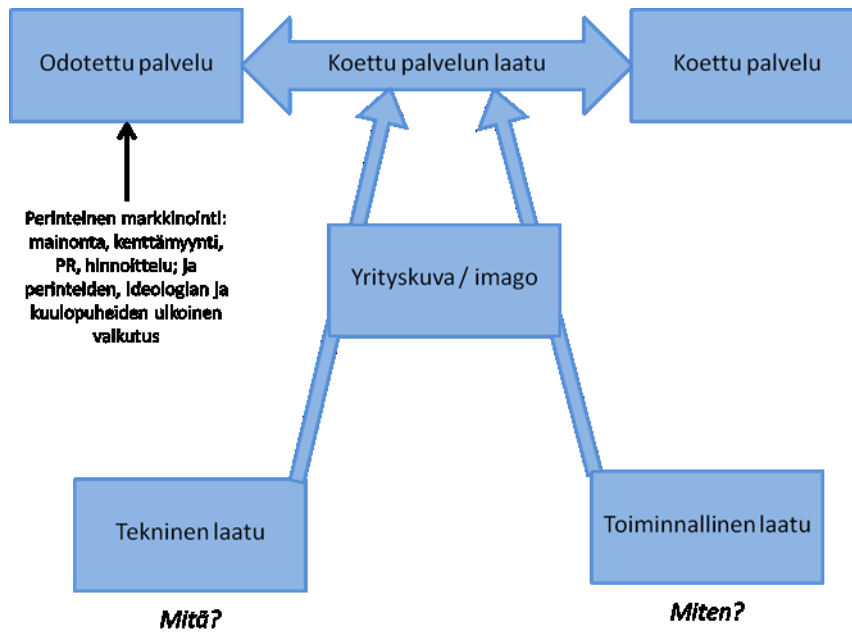 Odotettu palvelu
Koettu palvelun laatu
Koettu palvelu
Perinteinen markkinointi:
mainonta, kenttämyynti,
PR, hinnoittelu; ja
perinteiden, ideologian ja
kuulopuheiden ulkoinen
vaikutus
Yrityskuva / imago
Tekninen laatu
Toiminnallinen laatu
Mitä?
Miten?